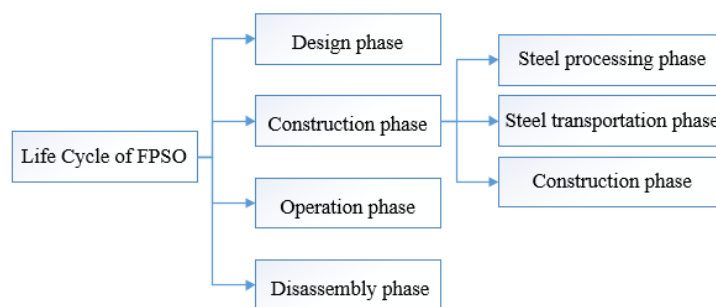 Life Cycle of FPSO
Design phase
Construction phase
Operation phase
Disassembly phase
Steel processing phase
Steel transportation phase
Construction phase